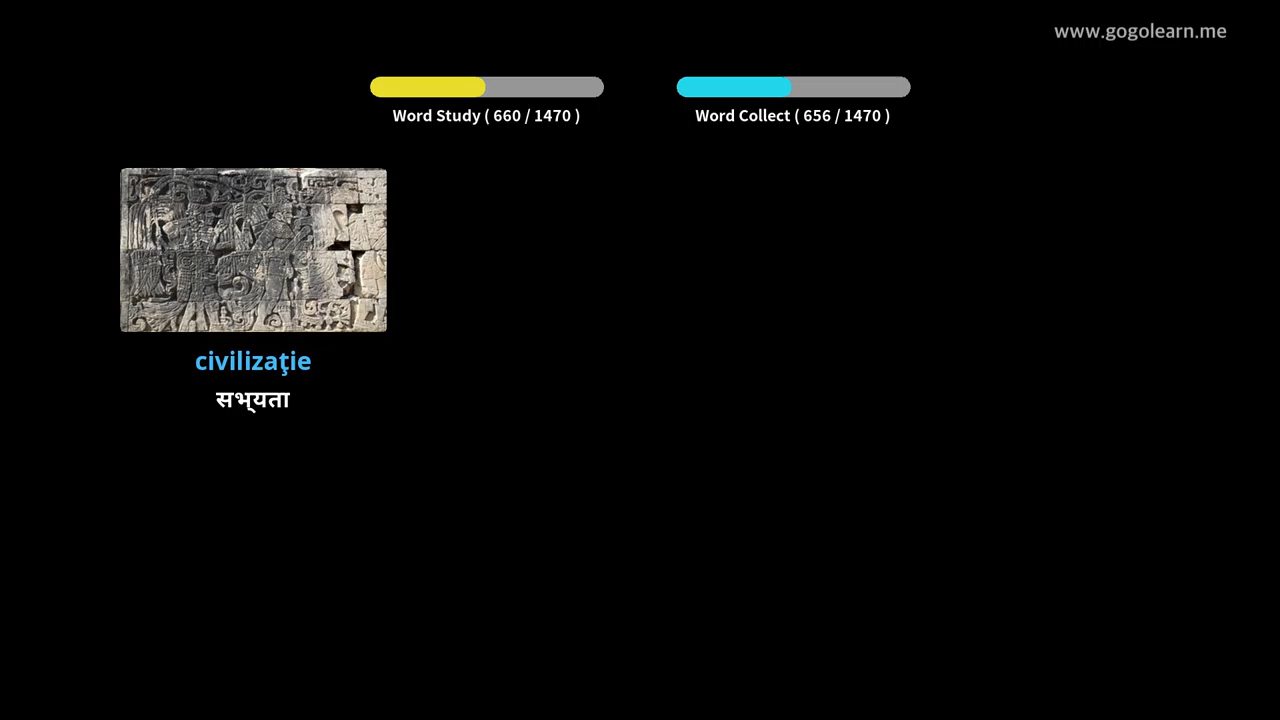 www.gogolearn.me
Word Study ( 660 / 1470 )
Word Collect ( 656 / 1470 )
civilizaţie
सभ्यता